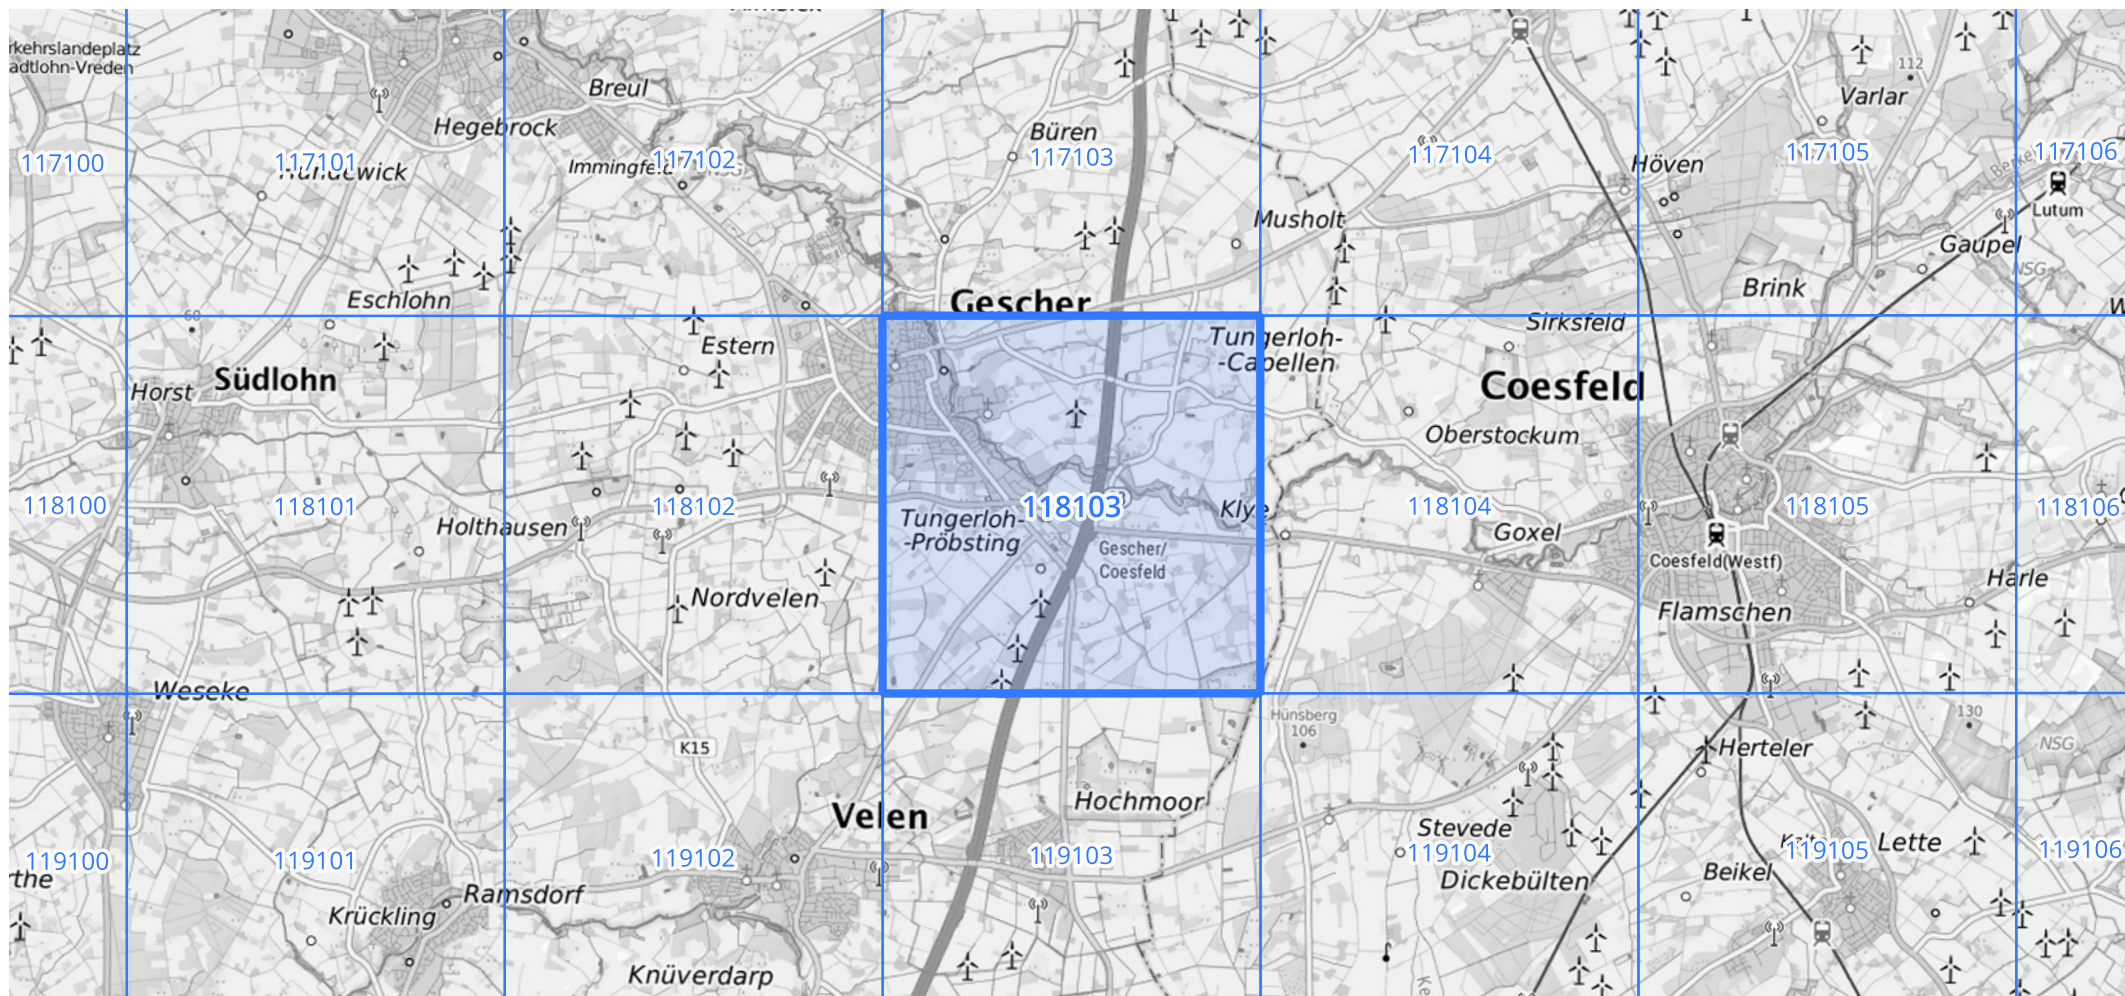 rkehrslandeplatz
adtlohn-Vreden
Breul
112
Varlar
Hegebrock
Büren
117100
117101
Immingfeld
117102
NSG
117103
117104
117105
117106
Höven
Lutum
Musholt
Gaupel
NSG
Eschlohn
Gescher
Brink
60
Sirksfeld
Estern
Tungerloh-
-Capellen
Horst
Südlohn
Coesfeld
Oberstockum
118100
118101
118102
118103
118104
118105
118106
Klye
Holthausen
Tungerloh-
-Pröbsting
Goxel
Gescher/
Coesfeld
Coesfeld(Westf)
Harle
Nordvelen
Flamschen
Weseke
Hünsberg
106
130
K15
Herteler
NSG
Hochmoor
Velen
Stevede
Lette
119100
119101
119102
119103
119104
119105
119106
rthe
Beikel
Dickebülten
Ramsdorf
Krückling
Knüverdarp